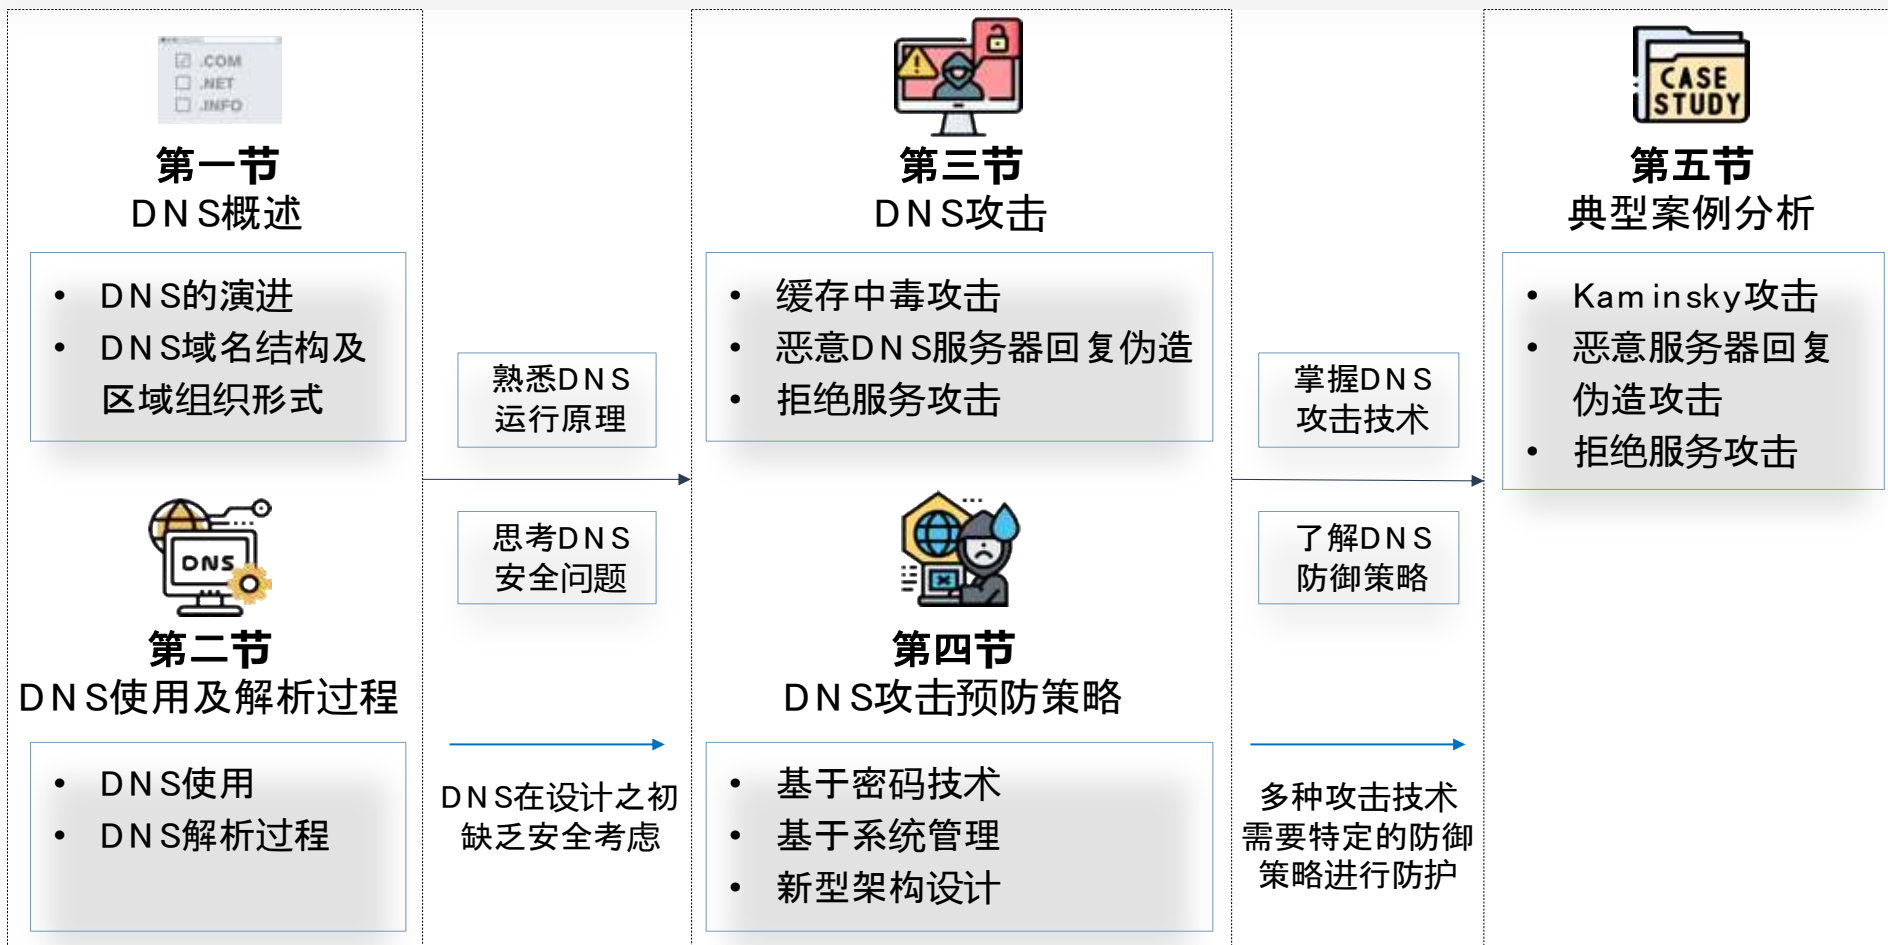 .COM
.NET
.INFO
第一节
DNS概述
• DNS的演进
• DNS域名结构及
区域组织形式
DNS
第二节
DNS使用及解析过程
• DNS使用
• DNS解析过程
熟悉DNS
运行原理
思考DNS
安全问题
DNS在设计之初
缺乏安全考虑
第三节
DNS攻击
• 缓存中毒攻击
• 恶意DNS服务器回复伪造
• 拒绝服务攻击
第四节
DNS攻击预防策略
• 基于密码技术
• 基于系统管理
• 新型架构设计
掌握DNS
攻击技术
了解DNS
防御策略
多种攻击技术
需要特定的防御
策略进行防护
CASE
STUDY
第五节
典型案例分析
• Kaminsky攻击
• 恶意服务器回复
伪造攻击
• 拒绝服务攻击